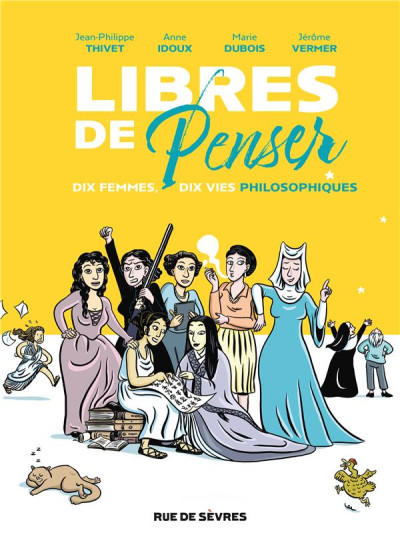 Jean-Philippe THIVET
Anne IDOUX
Marie DUBOIS
Jérôme VERMER
LIBRES
DE Penser
DIX FEMMES, DIX VIES PHILOSOPHIQUES
z z z
RUE DE SÈVRES